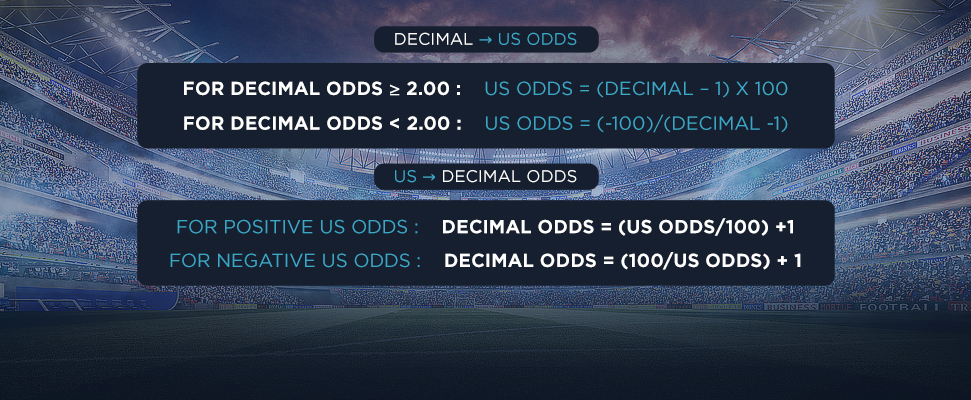 DECIMAL → US ODDS
FOR DECIMAL ODDS ≥ 2.00 : US ODDS = (DECIMAL – 1) X 100
FOR DECIMAL ODDS < 2.00 : US ODDS = (-100)/(DECIMAL -1)
US → DECIMAL ODDS
FOR POSITIVE US ODDS : DECIMAL ODDS = (US ODDS/100) +1
FOR NEGATIVE US ODDS : DECIMAL ODDS = (100/US ODDS) + 1
BUSINESS FOOTBALL